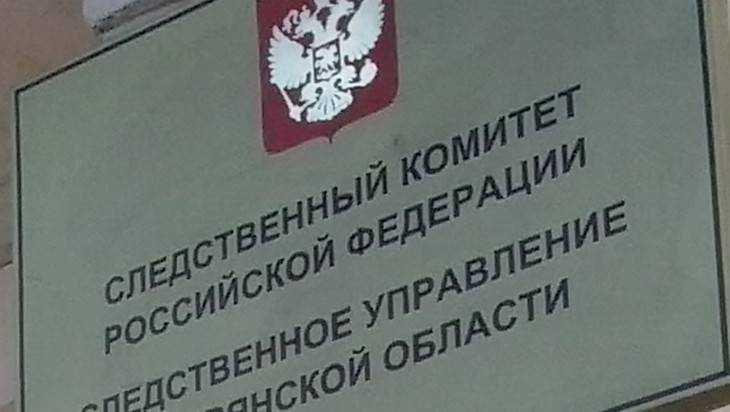 СЛЕДСТВЕННЫЙ КОМИТЕТ
РОССИЙСКОЙ ФЕДЕРАЦИИ
СЛЕДСТВЕННОЕ УПРАВЛЕНИЕ
ОБЛАСТИ